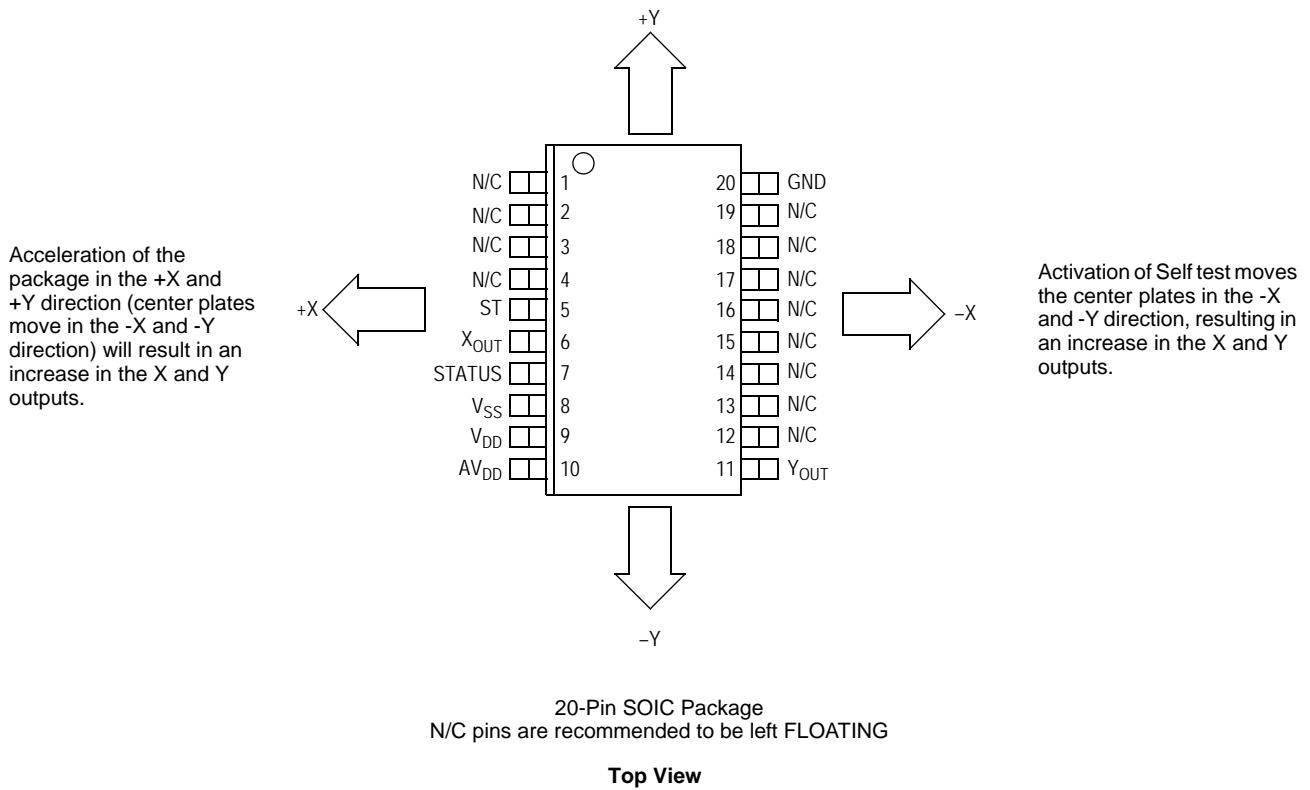 +Y
N/C 1 20 GND
N/C 2 19 N/C
N/C 3 18 N/C
N/C 4 17 N/C
ST 5 16 N/C
XOUT 6 15 N/C
STATUS 7 14 N/C
VSS 8 13 N/C
VDD 9 12 N/C
AVDD 10 11 YOUT
Acceleration of the
package in the +X and
+Y direction (center plates
move in the -X and -Y
direction) will result in an
increase in the X and Y
outputs.
+X
–X
Activation of Self test moves
the center plates in the -X
and -Y direction, resulting in
an increase in the X and Y
outputs.
–Y
20-Pin SOIC Package
N/C pins are recommended to be left FLOATING
Top View